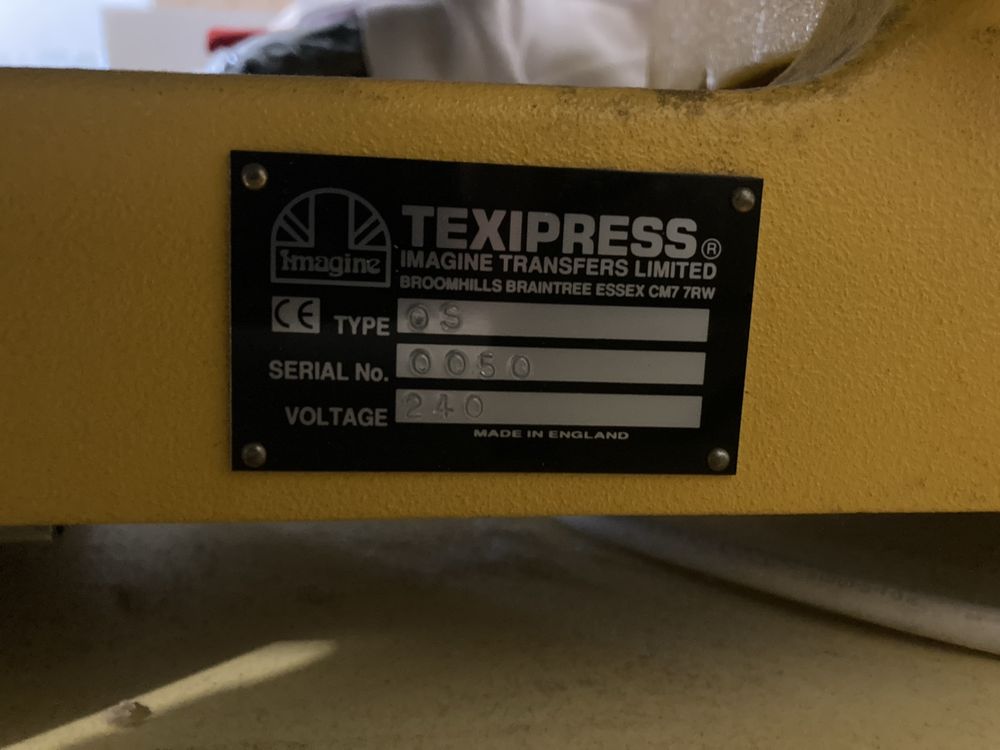 Imagine
TEXIPRESS®
IMAGINE TRANSFERS LIMITED
BROOMHILLS BRAINTREE ESSEX CM7 7RW
CE TYPE OS
SERIAL No. 0050
VOLTAGE 240
MADE IN ENGLAND